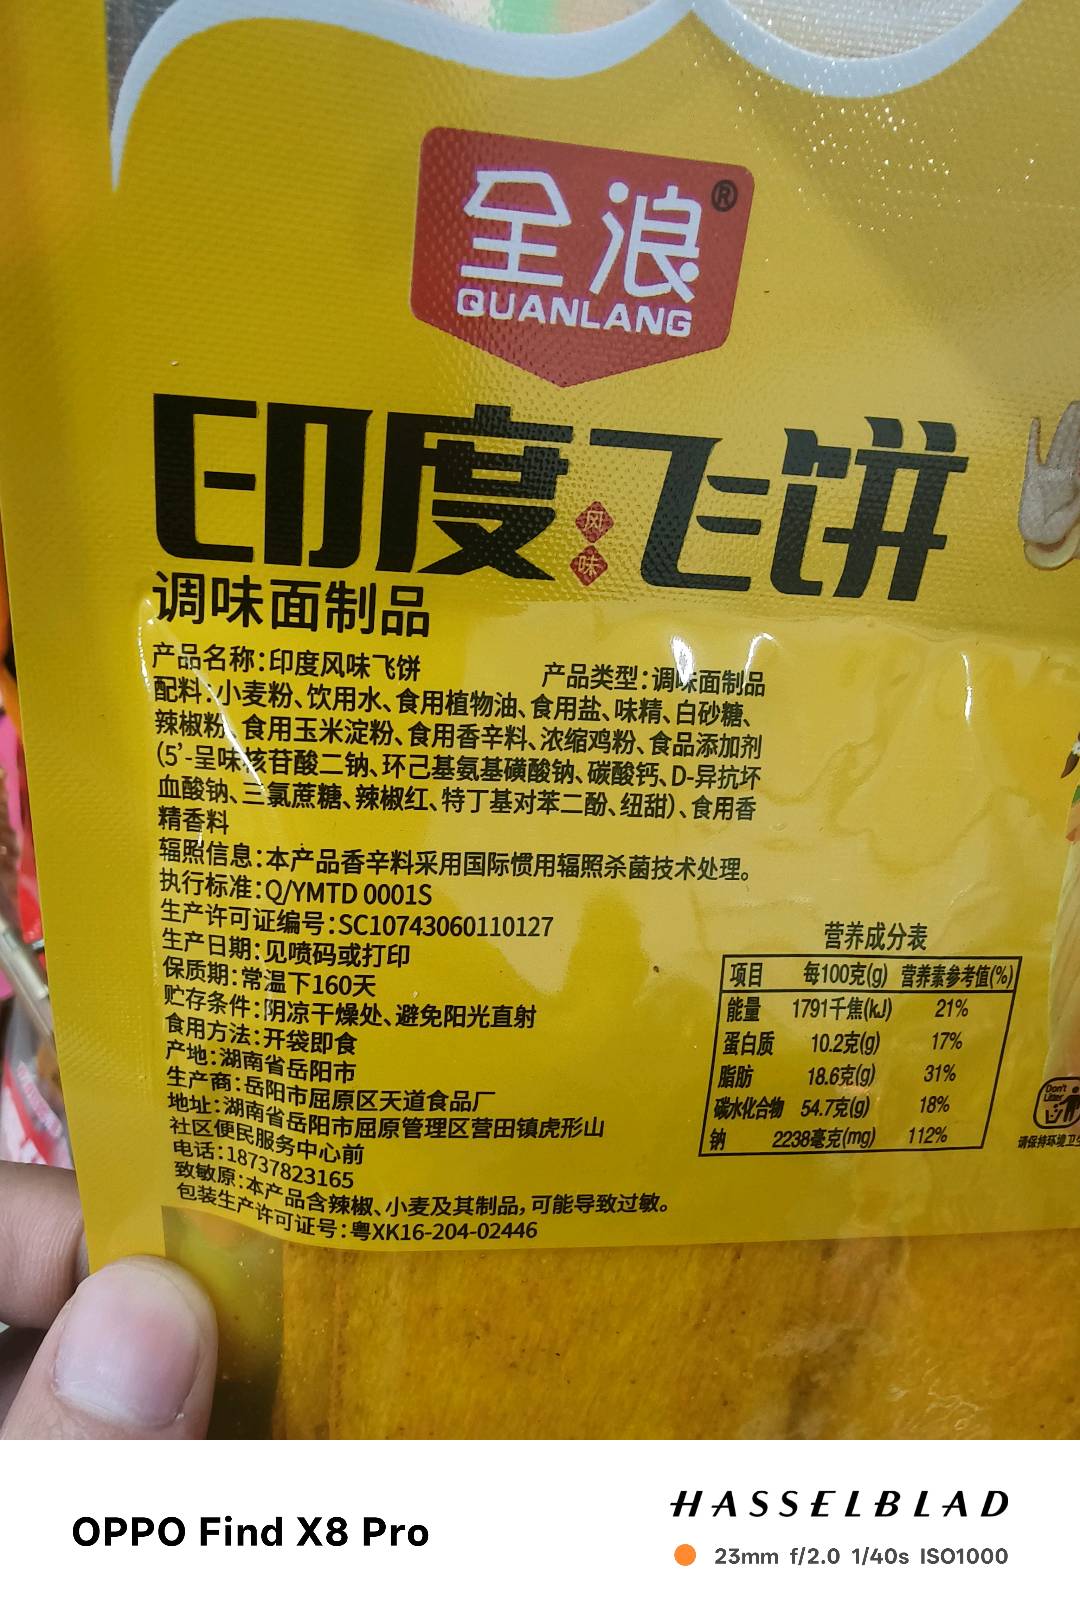 全浪®
QUANLANG
印度风味飞饼
调味面制品
产品名称:印度风味飞饼 产品类型:调味面制品
配料:小麦粉、饮用水、食用植物油、食用盐、味精、白砂糖、
辣椒粉、食用玉米淀粉、食用香辛料、浓缩鸡粉、食品添加剂
(5’-呈味核苷酸二钠、环己基氨基磺酸钠、碳酸钙、D-异抗坏
血酸钠、三氯蔗糖、辣椒红、特丁基对苯二酚、纽甜)、食用香
精香料
辐照信息:本产品香辛料采用国际惯用辐照杀菌技术处理。
执行标准:Q/YMTD 0001S
生产许可证编号:SC10743060110127
生产日期:见喷码或打印
保质期:常温下160天
贮存条件:阴凉干燥处、避免阳光直射
食用方法:开袋即食
产地:湖南省岳阳市
生产商:岳阳市屈原区天道食品厂
地址:湖南省岳阳市屈原管理区营田镇虎形山
社区便民服务中心前
电话:18737823165
致敏原:本产品含辣椒、小麦及其制品,可能导致过敏。
包装生产许可证号:粤XK16-204-02446
营养成分表
项目 每100克(g) 营养素参考值(%)
能量 1791千焦(kJ) 21%
蛋白质 10.2克(g) 17%
脂肪 18.6克(g) 31%
碳水化合物 54.7克(g) 18%
钠 2238毫克(mg) 112%
Don't
Litter
请保持环境卫生
OPPO Find X8 Pro
HASSELBLAD
23mm f/2.0 1/40s ISO1000